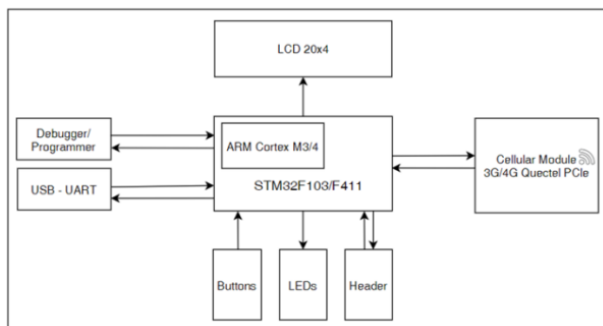 LCD 20x4
Debugger/
Programmer
ARM Cortex M3/4
Cellular Module
3G/4G Quectel PCIe
USB - UART
STM32F103/F411
Buttons
LEDs
Header